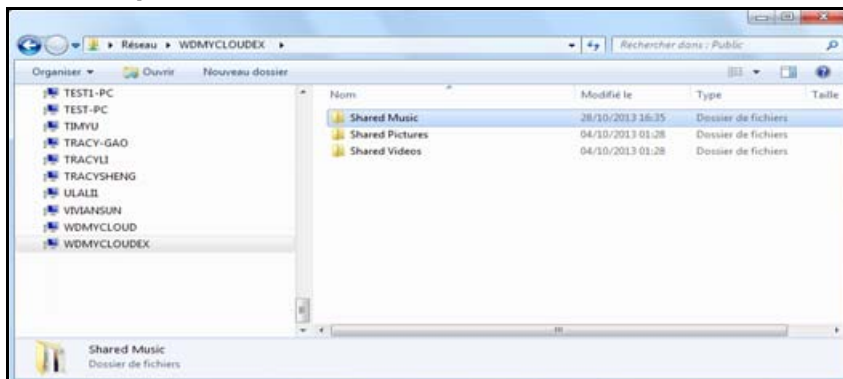 Réseau WDMYCLOUDEX Rechercher dans : Public
Organiser Ouvrir Nouveau dossier
TEST1-PC
TEST-PC
TIMYU
TRACY-GAO
TRACYLI
TRACYSHENG
ULALI1
VIVIANSUN
WDMYCLOUD
WDMYCLOUDEX
Nom Modifié le Type Taille
Shared Music 28/10/2013 16:35 Dossier de fichiers
Shared Pictures 04/10/2013 01:28 Dossier de fichiers
Shared Videos 04/10/2013 01:28 Dossier de fichiers
Shared Music
Dossier de fichiers